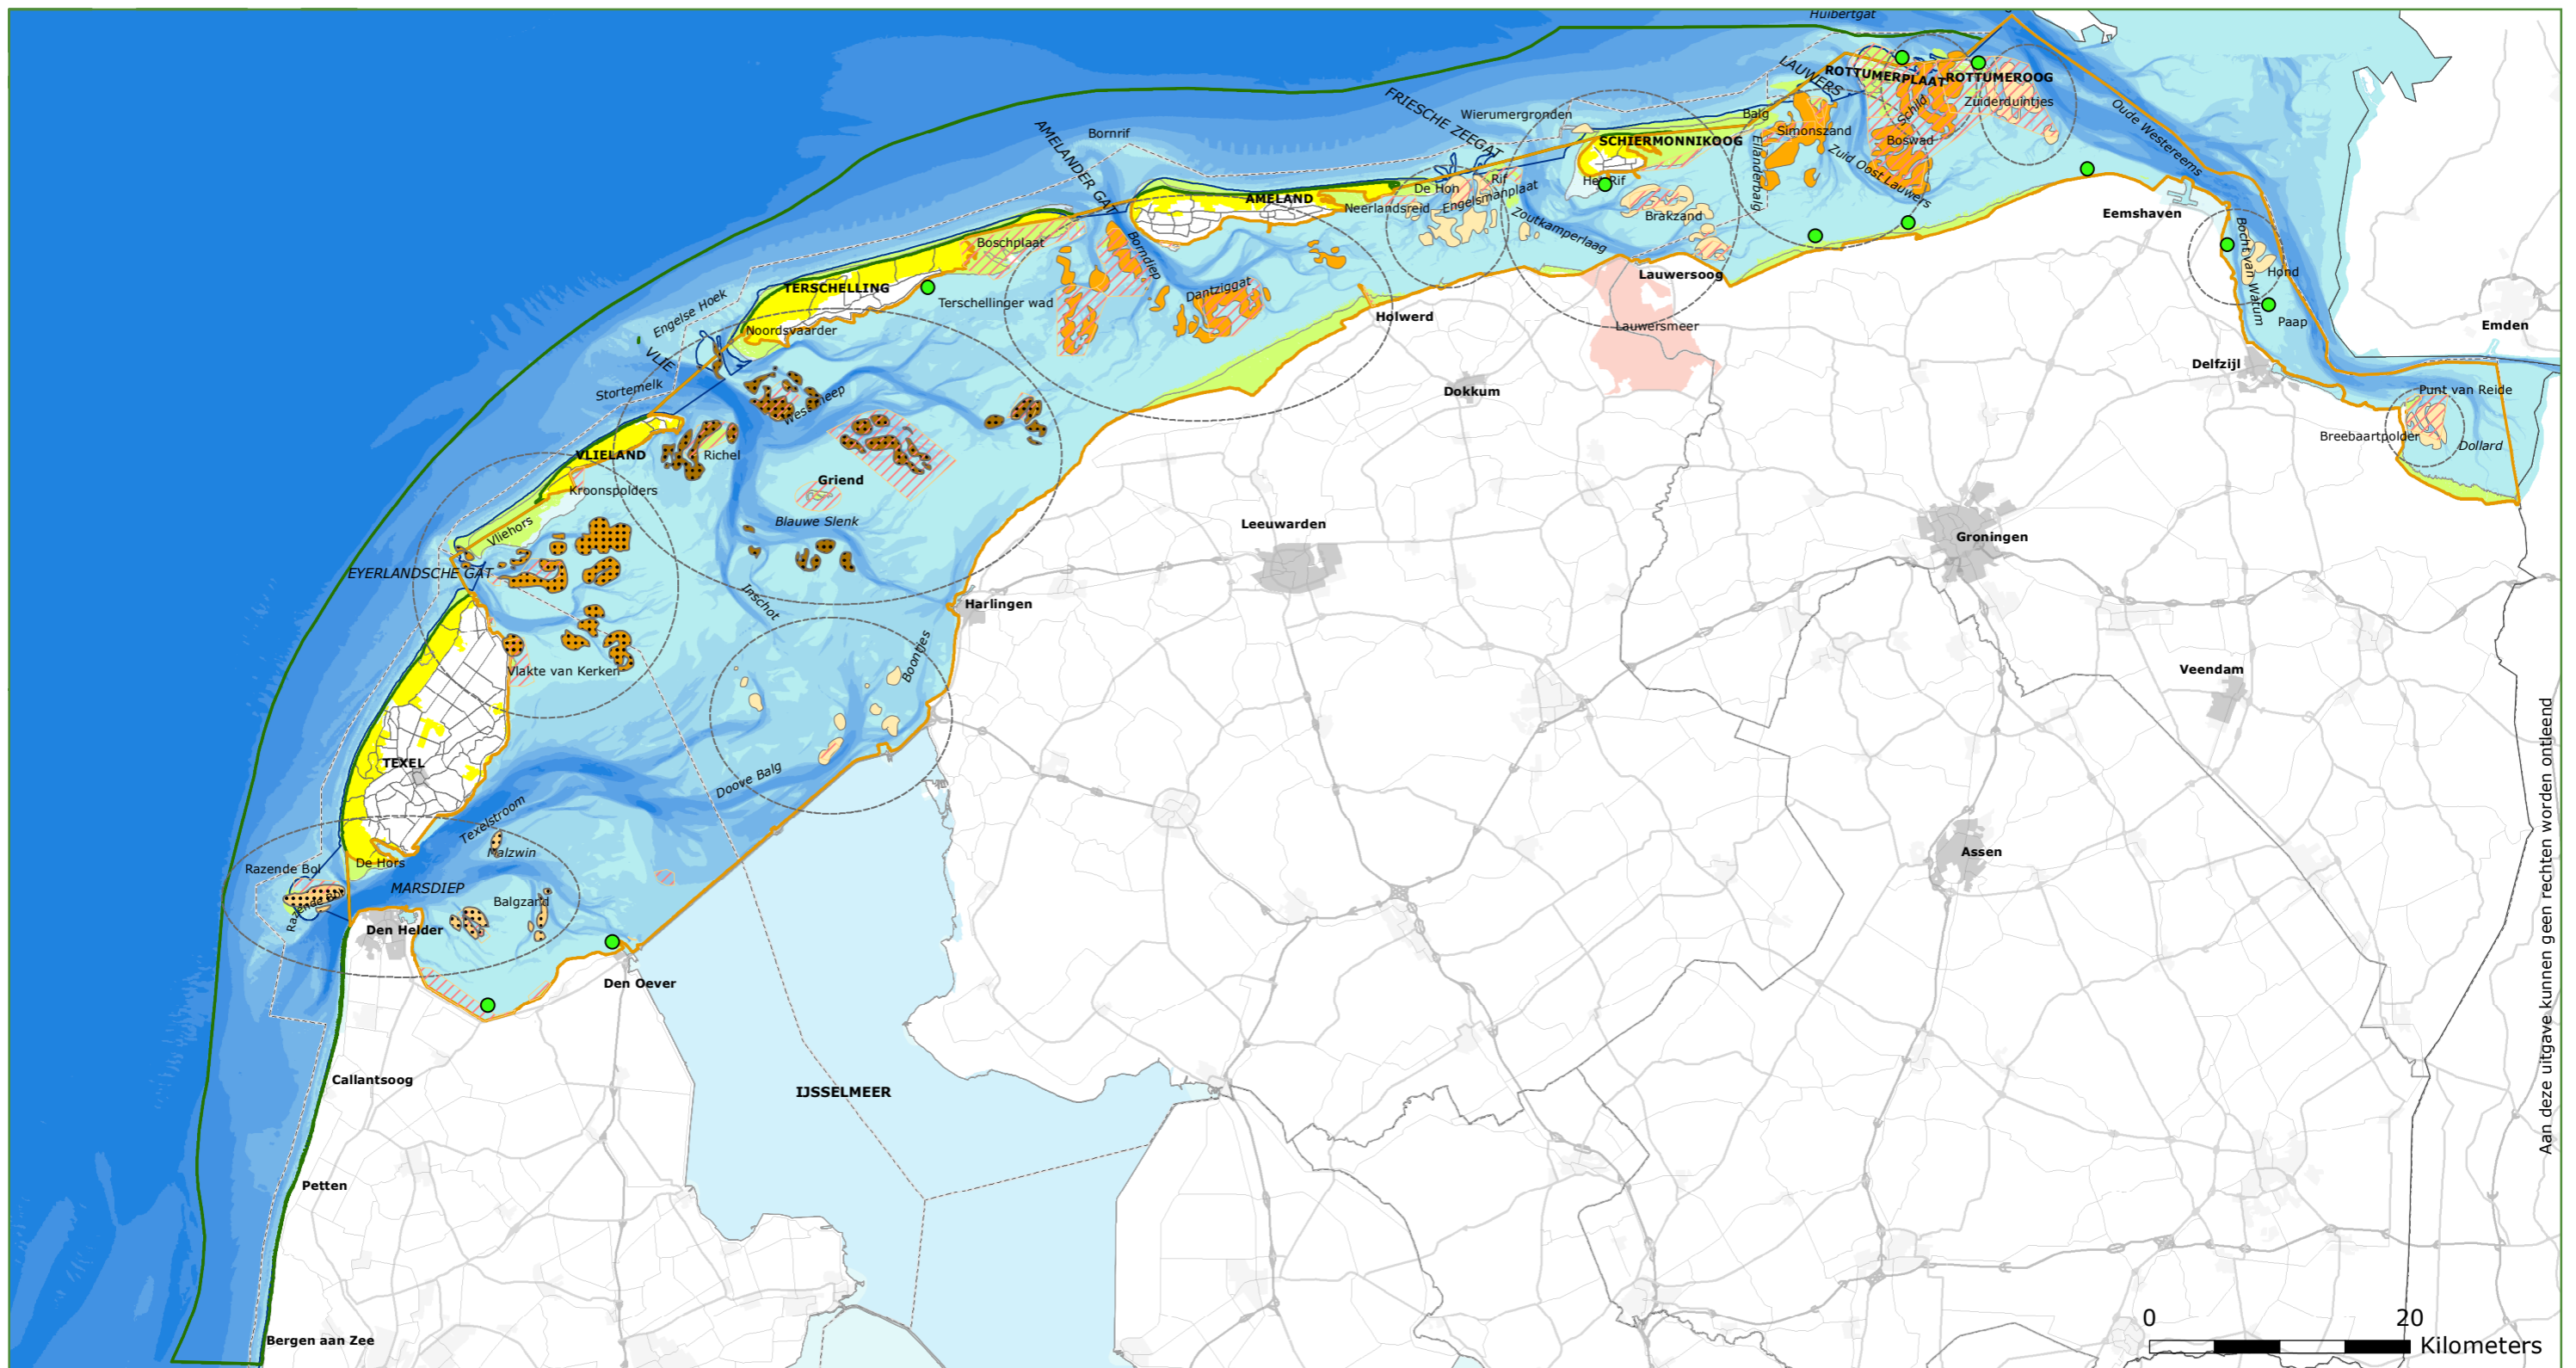 Huibertgat
LAUWERS
ROTTUMERPLAAT
ROTTUMEROOG
Zuiderduintjes
Schild
Boswad
Simonszand
Balg
Eilanderbalg
Zuid Oost Lauwers
Oude Westereems
FRIESCHE ZEEGAT
Wierumergronden
SCHIERMONNIKOOG
Het Rif
Brakzand
Rif
Engelsmanplaat
De Hon
Neerlandsreid
Zoutkamperlaag
Bornrif
AMELANDER GAT
AMELAND
Borndiep
Boschplaat
Dantziggat
Holwerd
Lauwersoog
Lauwersmeer
Eemshaven
Bocht van Watum
Hond
Paap
Emden
Delfzijl
Punt van Reide
Breebaartpolder
Dollard
Dokkum
TERSCHELLING
Terschellinger wad
Engelse Hoek
Noordsvaarder
VLIE
Stortemelk
Westmeep
VLIELAND
Richel
Griend
Kroonspolders
Blauwe Slenk
Vliehors
EYERLANDSCHE GAT
Inschot
Leeuwarden
Groningen
Harlingen
Boontjes
Vlakte van Kerken
Veendam
TEXEL
Doove Balg
Texelstroom
Malzwin
De Hors
Razende Bol
MARSDIEP
Razende Bol
Balgzand
Den Helder
Den Oever
Assen
Callantsoog
IJSSELMEER
Petten
Bergen aan Zee
0 20
Kilometers
Aan deze uitgave kunnen geen rechten worden ontleend